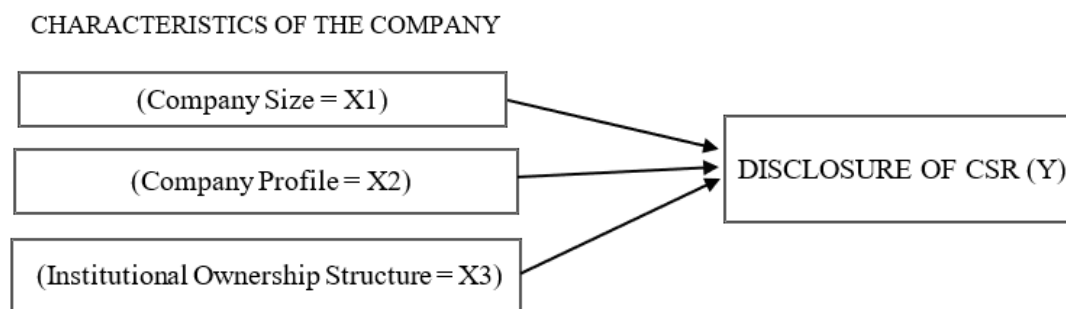 CHARACTERISTICS OF THE COMPANY
(Company Size = X1)
(Company Profile = X2)
(Institutional Ownership Structure = X3)
DISCLOSURE OF CSR (Y)